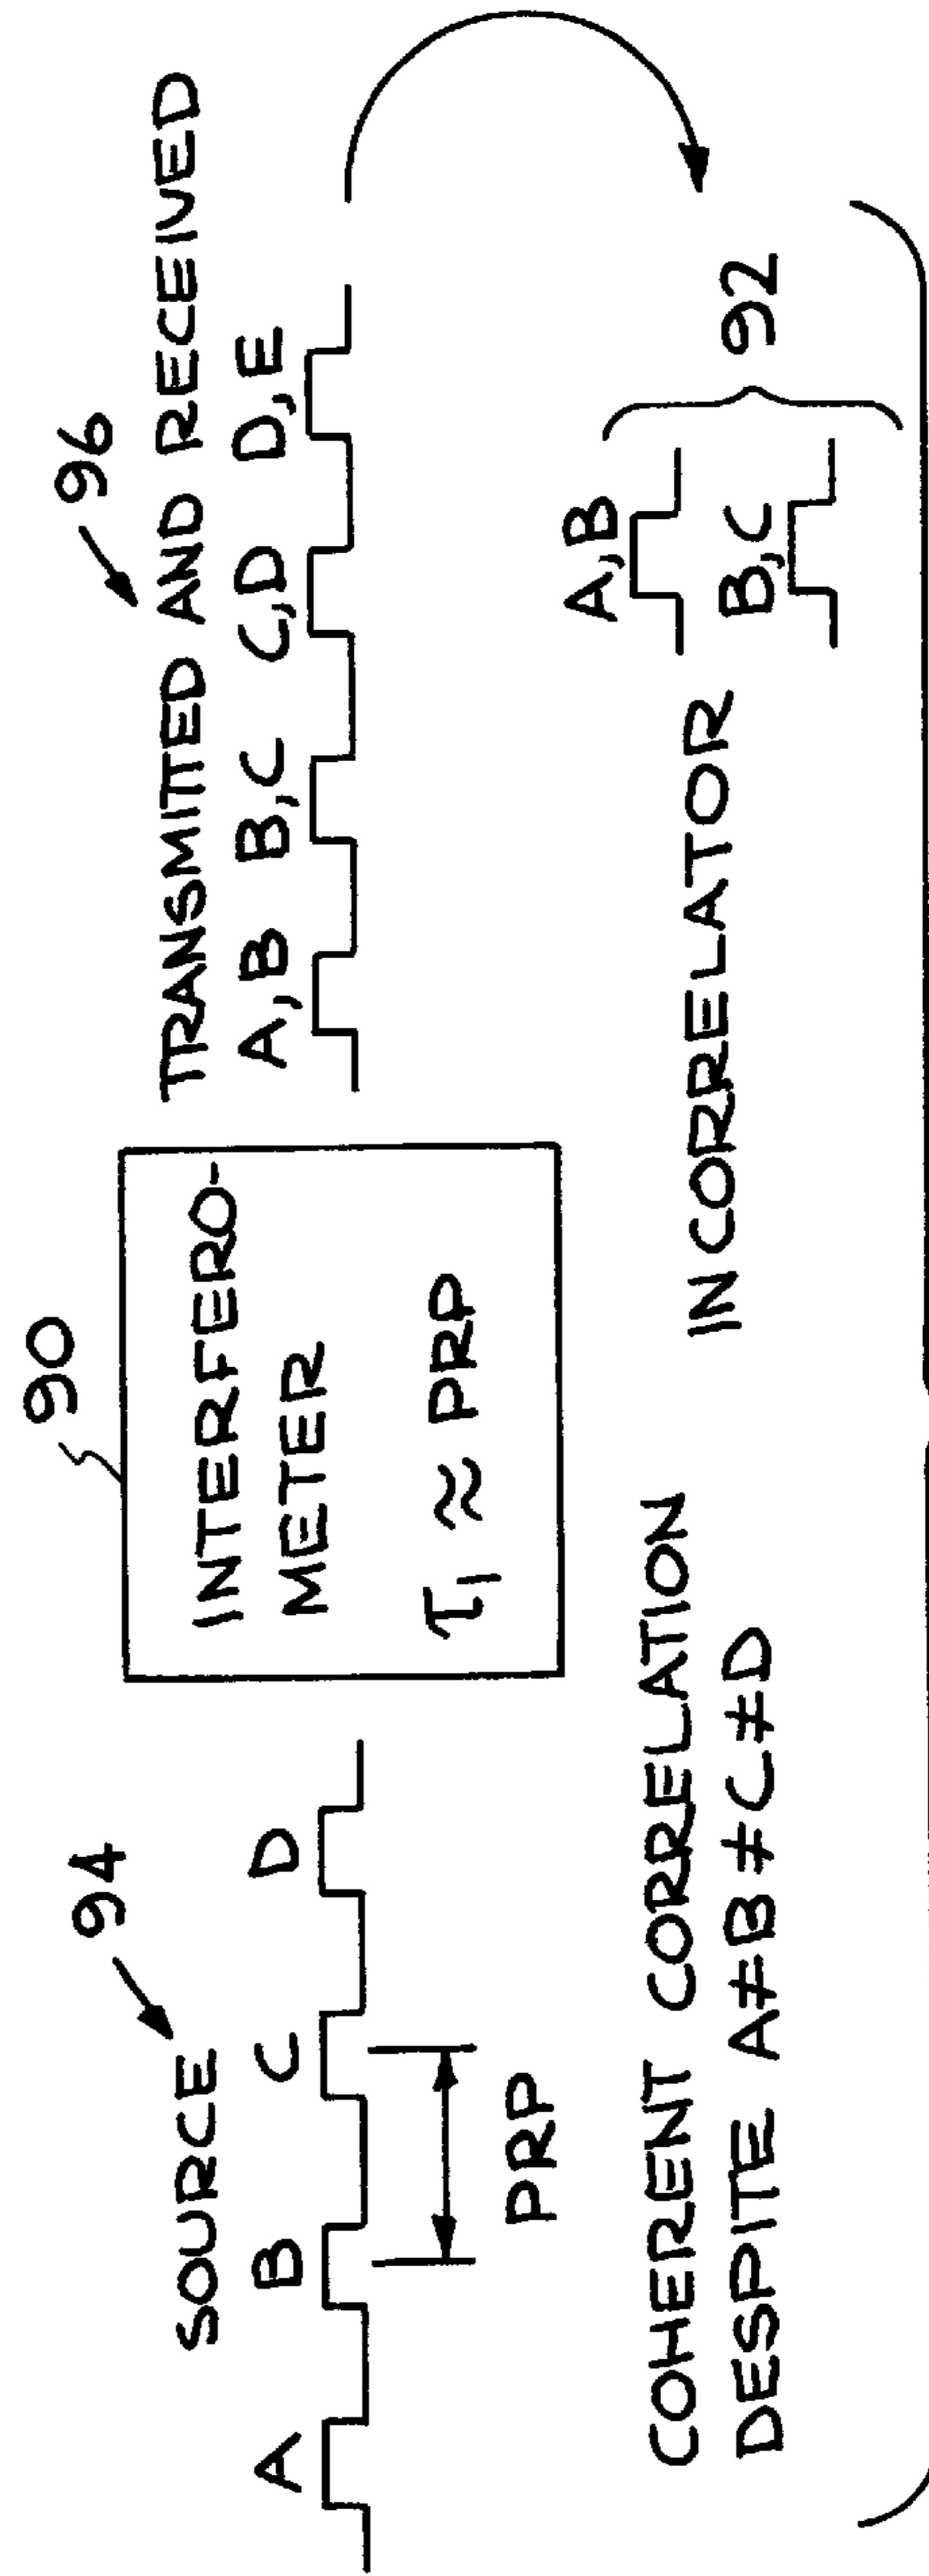 94
SOURCE
A B C D
PRP
90
INTERFERO-
METER
τ₁ ≈ PRP
96
TRANSMITTED AND RECEIVED
A,B B,C C,D D,E
COHERENT CORRELATION
DESPITE A≠B≠C≠D
IN CORRELATOR
A,B
B,C
92